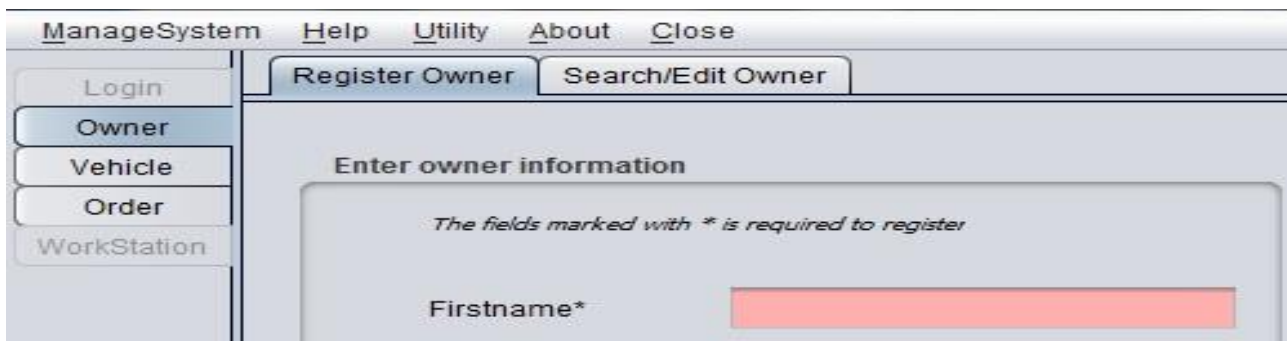 ManageSystem Help Utility About Close
Register Owner Search/Edit Owner
Login
Owner
Vehicle
Order
WorkStation
Enter owner information
The fields marked with * is required to register
Firstname*